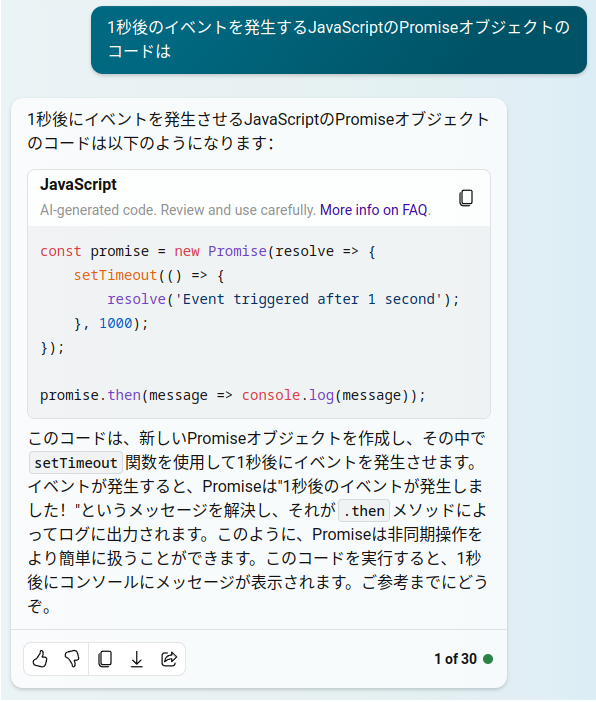 1秒後のイベントを発生するJavaScriptのPromiseオブジェクトの
コードは
1秒後にイベントを発生させるJavaScriptのPromiseオブジェクト
のコードは以下のようになります：
JavaScript
AI-generated code. Review and use carefully. More info on FAQ.
const promise = new Promise(resolve => {
    setTimeout(() => {
        resolve('Event triggered after 1 second');
    }, 1000);
});
promise.then(message => console.log(message));
このコードは、新しいPromiseオブジェクトを作成し、その中で
setTimeout 関数を使用して1秒後にイベントを発生させます。
イベントが発生すると、Promiseは"1秒後のイベントが発生しまし
た！"というメッセージを解決し、それが .then メソッドによ
ってログに出力されます。このように、Promiseは非同期操作を
より簡単に扱うことができます。このコードを実行すると、1秒
後にコンソールにメッセージが表示されます。ご参考までにどう
ぞ。
1 of 30